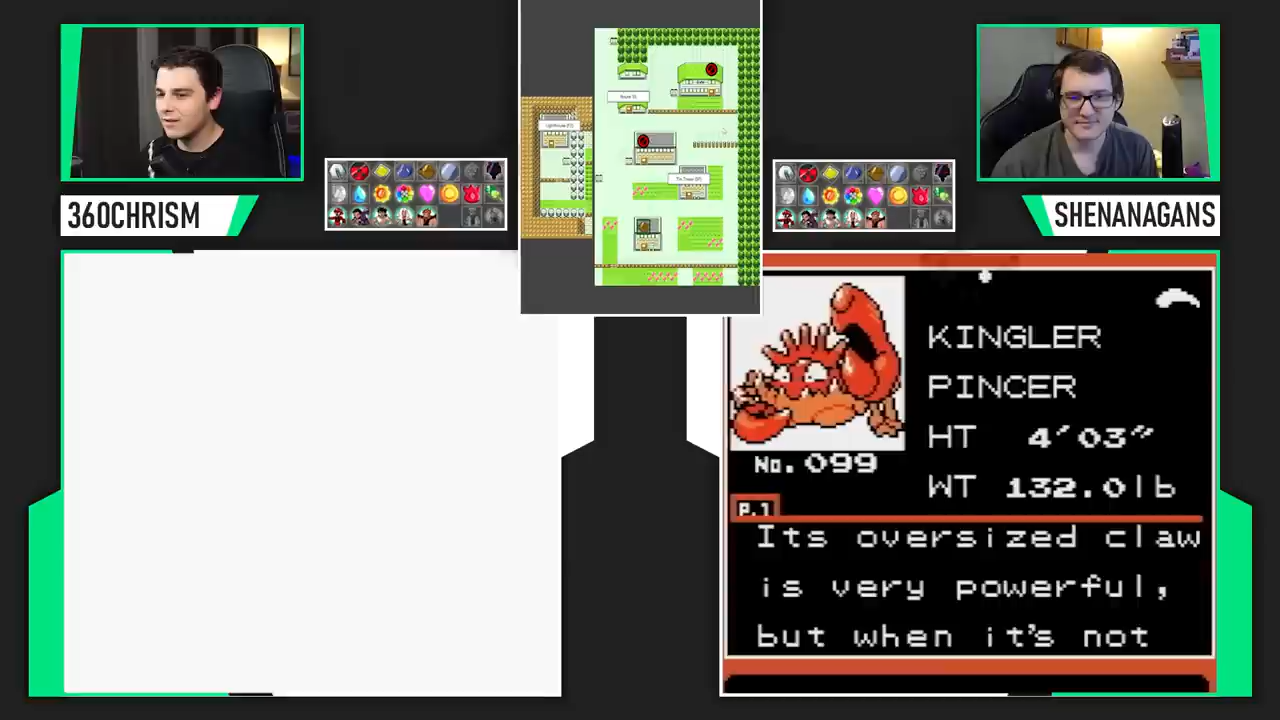 360CHRISM
SHENANAGANS
KINGLER
PINCER
HT 4'03"
WT 132.0lb
No.099
P.1
Its oversized claw
is very powerful,
but when it's not